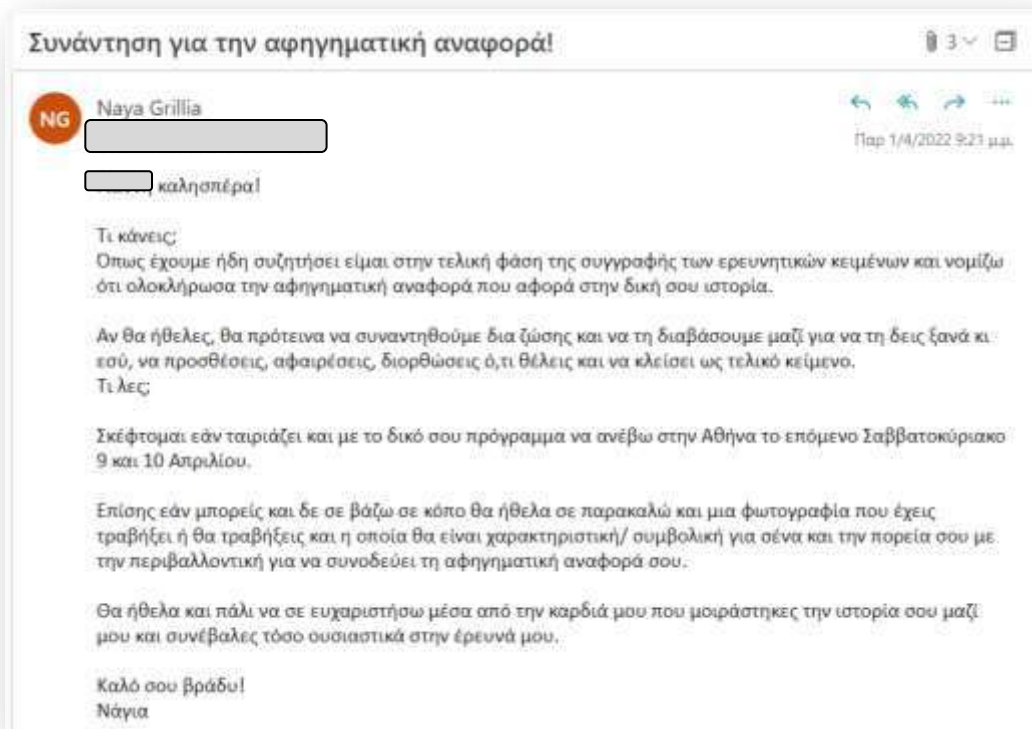 Συνάντηση για την αφηγηματική αναφορά!
3
NG
Naya Grillia
Παρ 1/4/2022 9:21 μ.μ.
καλησπέρα!
Τι κάνεις;
Οπως έχουμε ήδη συζητήσει είμαι στην τελική φάση της συγγραφής των ερευνητικών κειμένων και νομίζω
ότι ολοκλήρωσα την αφηγηματική αναφορά που αφορά στην δική σου ιστορία.
Αν θα ήθελες, θα πρότεινα να συναντηθούμε δια ζώσης και να τη διαβάσουμε μαζί για να τη δεις ξανά κι
εσύ, να προσθέσεις, αφαιρέσεις, διορθώσεις ό,τι θέλεις και να κλείσει ως τελικό κείμενο.
Τι λες;
Σκέφτομαι εάν ταιριάζει και με το δικό σου πρόγραμμα να ανέβω στην Αθήνα το επόμενο Σαββατοκύριακο
9 και 10 Απριλίου.
Επίσης εάν μπορείς και δε σε βάζω σε κόπο θα ήθελα σε παρακαλώ και μια φωτογραφία που έχεις
τραβήξει ή θα τραβήξεις και η οποία θα είναι χαρακτηριστική/ συμβολική για σένα και την πορεία σου με
την περιβαλλοντική για να συνοδεύει τη αφηγηματική αναφορά σου.
Θα ήθελα και πάλι να σε ευχαριστήσω μέσα από την καρδιά μου που μοιράστηκες την ιστορία σου μαζί
μου και συνέβαλες τόσο ουσιαστικά στην έρευνά μου.
Καλό σου βράδυ!
Νάγια